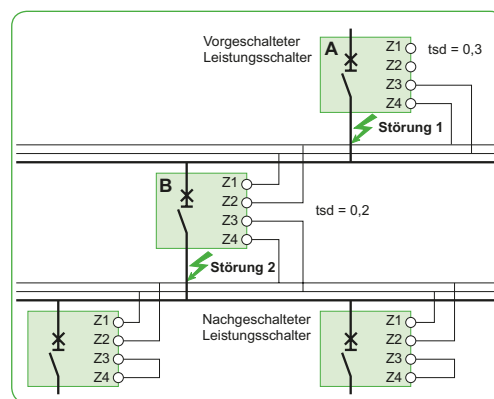 Vorgeschalteter
Leistungsschalter
A
Z1
Z2
Z3
Z4
tsd = 0,3
Störung 1
B
Z1
Z2
Z3
Z4
tsd = 0,2
Störung 2
Z1
Z2
Z3
Z4
Nachgeschalteter
Leistungsschalter
Z1
Z2
Z3
Z4